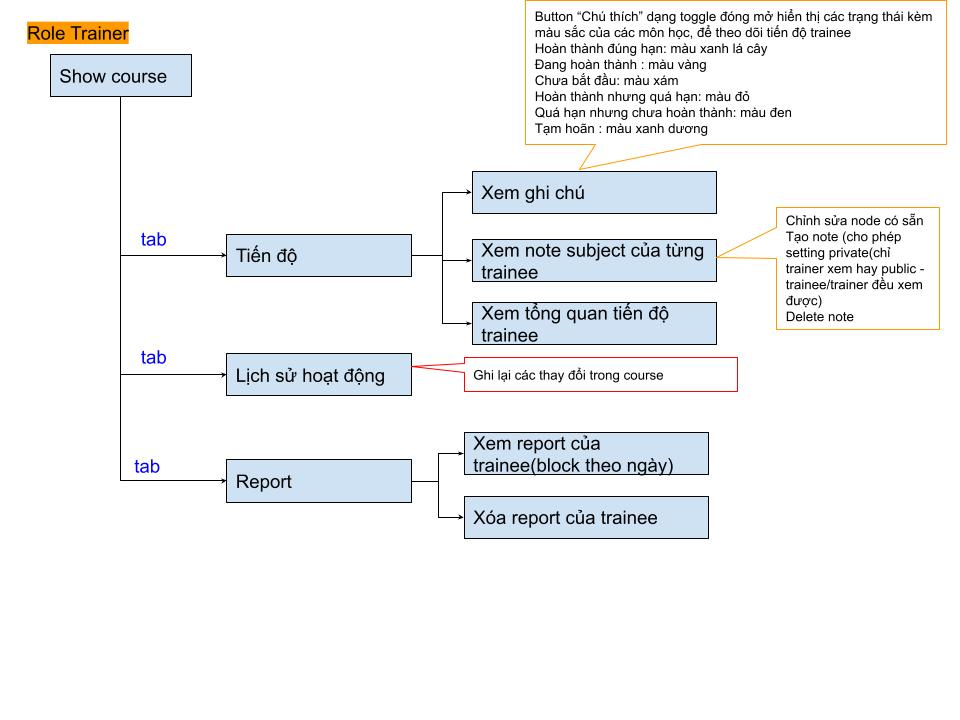 Role Trainer
Show course
Button “Chú thích” dạng toggle đóng mở hiển thị các trạng thái kèm
màu sắc của các môn học, để theo dõi tiến độ trainee
Hoàn thành đúng hạn: màu xanh lá cây
Đang hoàn thành : màu vàng
Chưa bắt đầu: màu xám
Hoàn thành nhưng quá hạn: màu đỏ
Quá hạn nhưng chưa hoàn thành: màu đen
Tạm hoãn : màu xanh dương
tab
Tiến độ
Xem ghi chú
Xem note subject của từng
trainee
Chỉnh sửa node có sẵn
Tạo note (cho phép
setting private(chỉ
trainer xem hay public -
trainee/trainer đều xem
được)
Delete note
Xem tổng quan tiến độ
trainee
tab
Lịch sử hoạt động
Ghi lại các thay đổi trong course
tab
Report
Xem report của
trainee(block theo ngày)
Xóa report của trainee